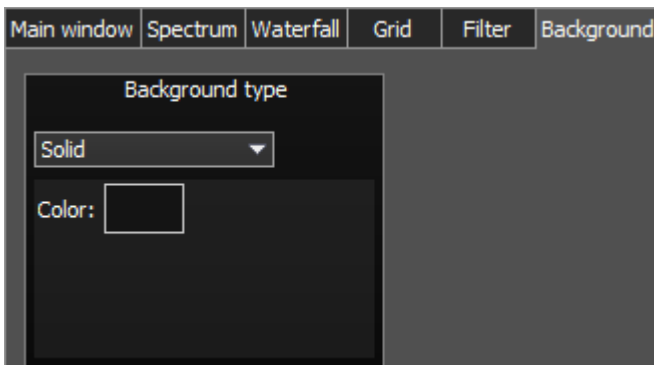 Main window Spectrum Waterfall Grid Filter Background
Background type
Solid
Color: